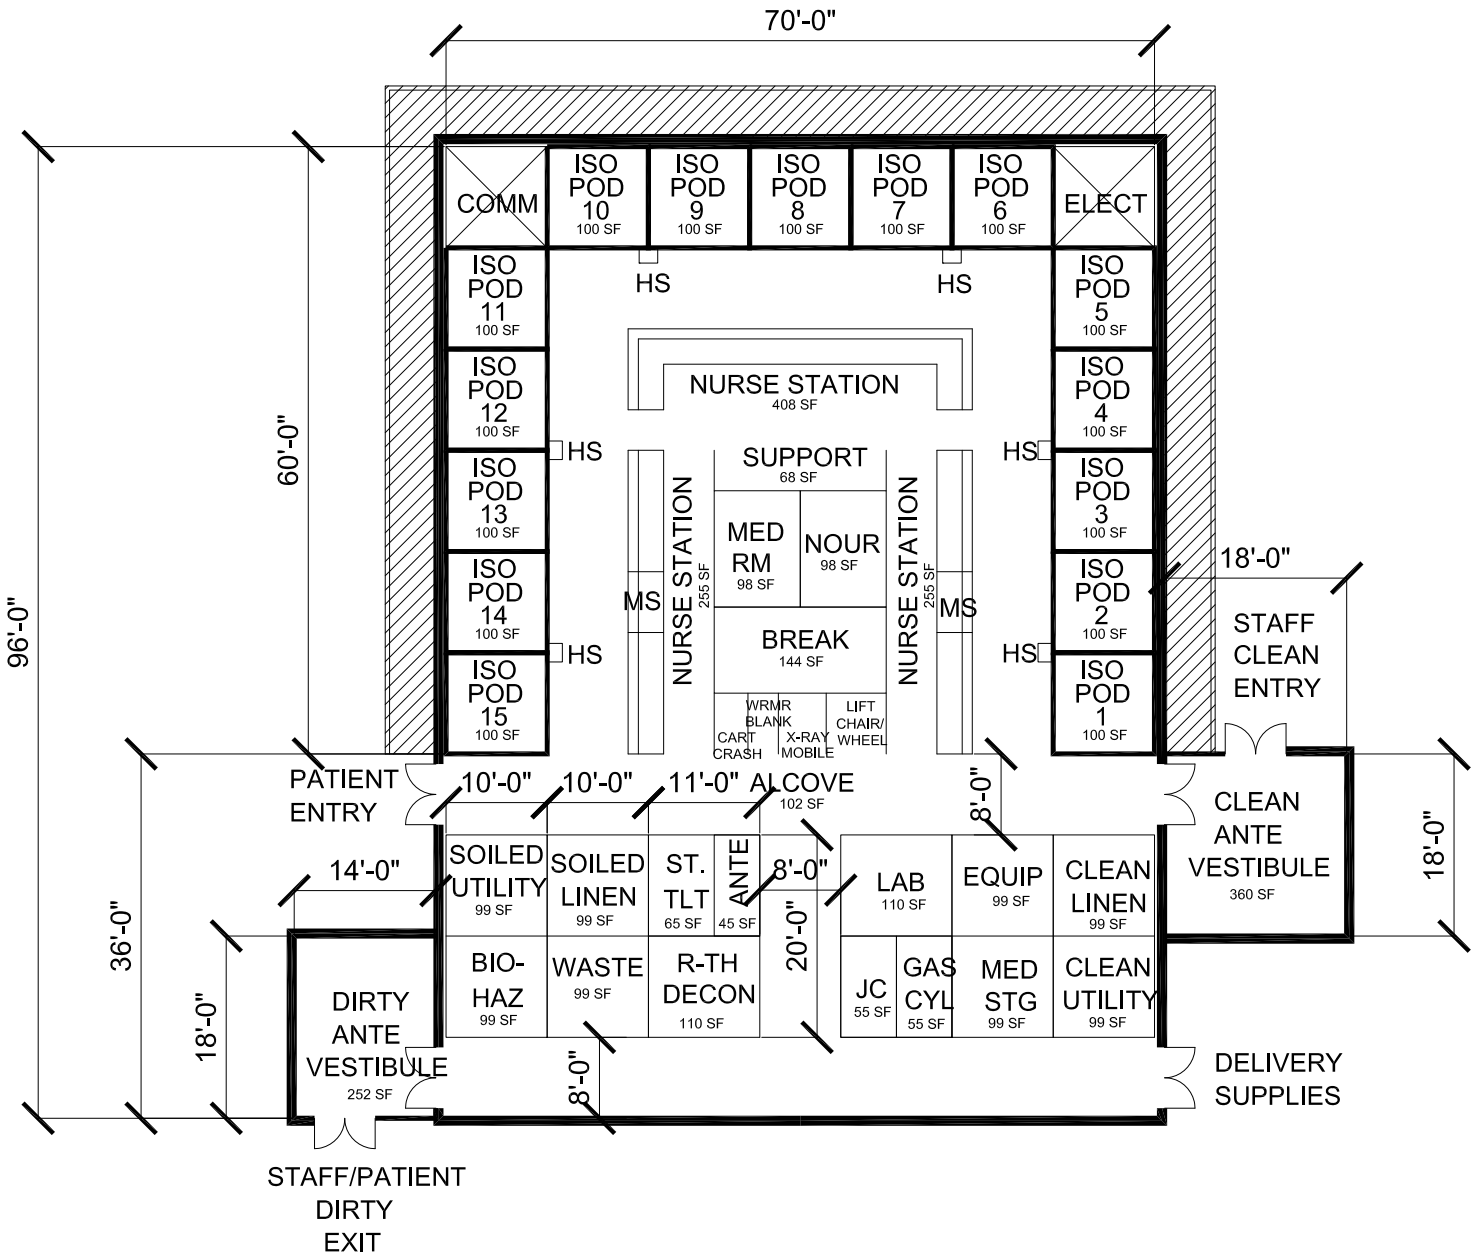 70'-0"
COMM
ISO
POD
10
100 SF
ISO
POD
9
100 SF
ISO
POD
8
100 SF
ISO
POD
7
100 SF
ISO
POD
6
100 SF
ELECT
HS
HS
ISO
POD
11
100 SF
ISO
POD
5
100 SF
ISO
POD
12
100 SF
ISO
POD
4
100 SF
NURSE STATION
408 SF
HS
HS
60'-0"
96'-0"
SUPPORT
68 SF
ISO
POD
13
100 SF
ISO
POD
3
100 SF
MED
RM
98 SF
NOUR
98 SF
NURSE STATION
255 SF
NURSE STATION
255 SF
MS
MS
ISO
POD
14
100 SF
ISO
POD
2
100 SF
18'-0"
STAFF
CLEAN
ENTRY
BREAK
144 SF
HS
HS
ISO
POD
15
100 SF
ISO
POD
1
100 SF
WRMR
BLANK
CART
CRASH
X-RAY
MOBILE
LIFT
CHAIR/
WHEEL
PATIENT
ENTRY
10'-0"
10'-0"
11'-0"
ALCOVE
102 SF
8'-0"
CLEAN
ANTE
VESTIBULE
360 SF
18'-0"
14'-0"
SOILED
UTILITY
99 SF
SOILED
LINEN
99 SF
ST.
TLT
65 SF
ANTE
45 SF
8'-0"
LAB
110 SF
EQUIP
99 SF
CLEAN
LINEN
99 SF
36'-0"
20'-0"
BIO-
HAZ
99 SF
WASTE
99 SF
R-TH
DECON
110 SF
JC
55 SF
GAS
CYL
55 SF
MED
STG
99 SF
CLEAN
UTILITY
99 SF
18'-0"
DIRTY
ANTE
VESTIBULE
252 SF
8'-0"
DELIVERY
SUPPLIES
STAFF/PATIENT
DIRTY
EXIT